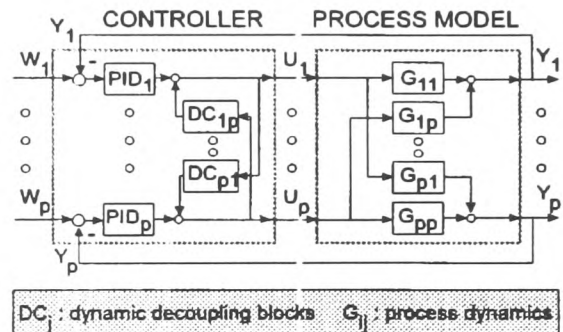 CONTROLLER PROCESS MODEL
Y1
Y1
W1
-
PID1
U1
G11
DC1p
G1p
DCp1
Gp1
Wp
PIDp
Up
Gpp
Yp
-
Yp
DCj : dynamic decoupling blocks Gij : process dynamics